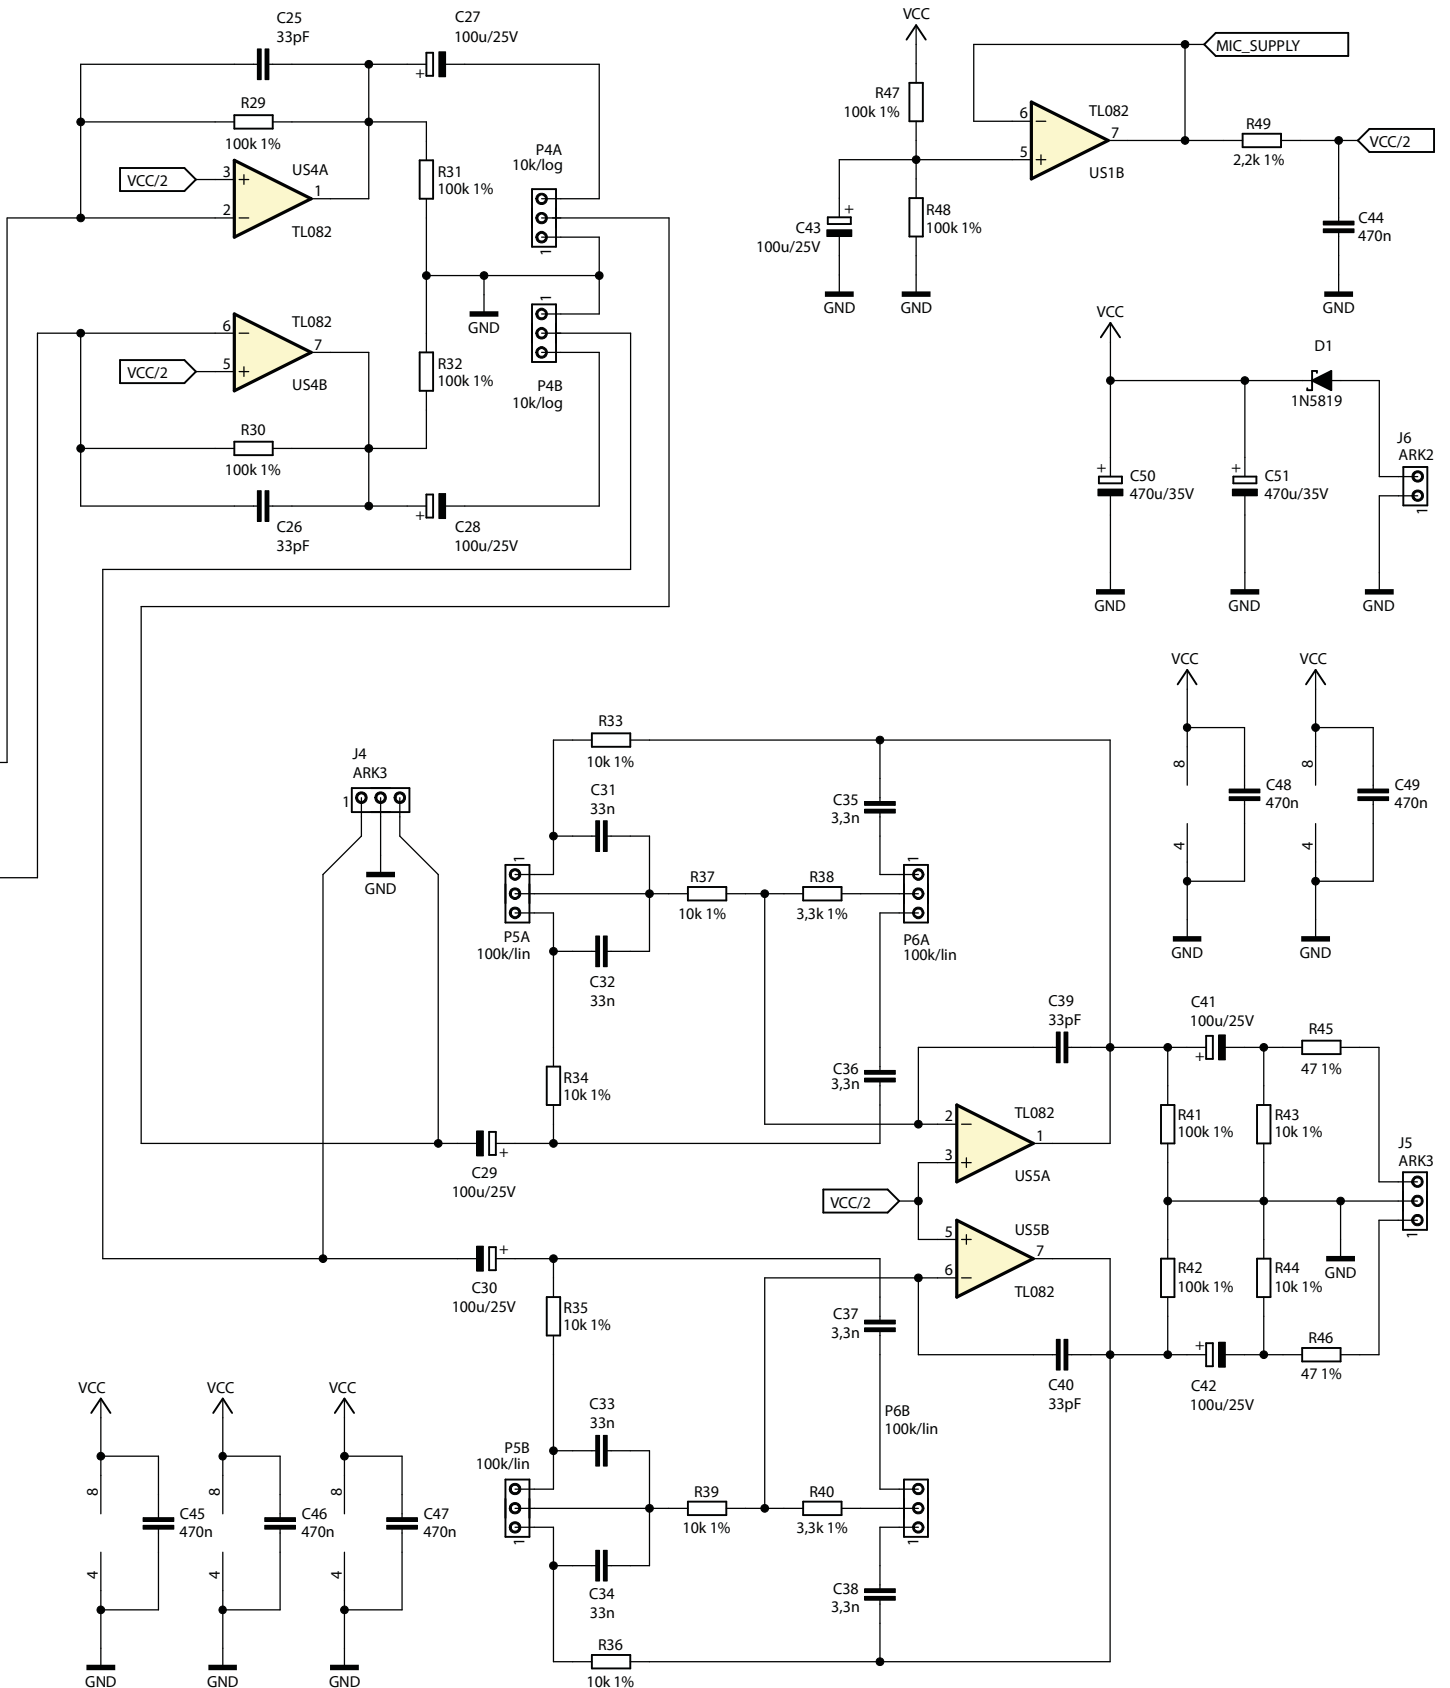 C25
33pF
C27
100u/25V
R29
100k 1%
VCC/2
3
+
2
−
US4A
1
TL082
R31
100k 1%
P4A
10k/log
1
GND
1
P4B
10k/log
6
−
5
+
VCC/2
TL082
7
US4B
R32
100k 1%
R30
100k 1%
C26
33pF
+
C28
100u/25V
+
VCC
R47
100k 1%
R48
100k 1%
+
C43
100u/25V
GND
GND
6
−
5
+
TL082
7
US1B
MIC_SUPPLY
R49
2,2k 1%
VCC/2
C44
470n
GND
VCC
D1
1N5819
J6
ARK2
1
+
C50
470u/35V
+
C51
470u/35V
GND
GND
GND
VCC
8
4
C48
470n
GND
VCC
8
4
C49
470n
GND
J4
ARK3
1
GND
R33
10k 1%
C31
33n
1
P5A
100k/lin
C32
33n
R34
10k 1%
R37
10k 1%
R38
3,3k 1%
C35
3,3n
1
P6A
100k/lin
C36
3,3n
C39
33pF
2
−
3
+
TL082
1
US5A
C29
100u/25V
+
VCC/2
C41
100u/25V
+
R45
47 1%
R41
100k 1%
R43
10k 1%
J5
ARK3
1
GND
R42
100k 1%
R44
10k 1%
R46
47 1%
+
C42
100u/25V
5
+
6
−
US5B
7
TL082
C40
33pF
C30
100u/25V
+
R35
10k 1%
C37
3,3n
P6B
100k/lin
1
C33
33n
P5B
100k/lin
1
C34
33n
R39
10k 1%
R40
3,3k 1%
C38
3,3n
R36
10k 1%
VCC
8
4
C45
470n
GND
VCC
8
4
C46
470n
GND
VCC
8
4
C47
470n
GND